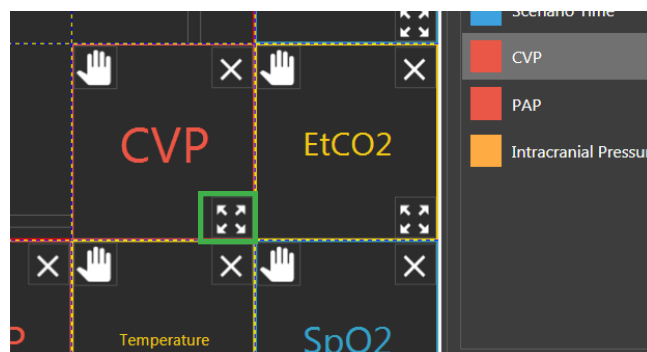 Scenario Time
CVP
PAP
Intracranial Pressur
CVP
EtCO2
P
Temperature
SpO2